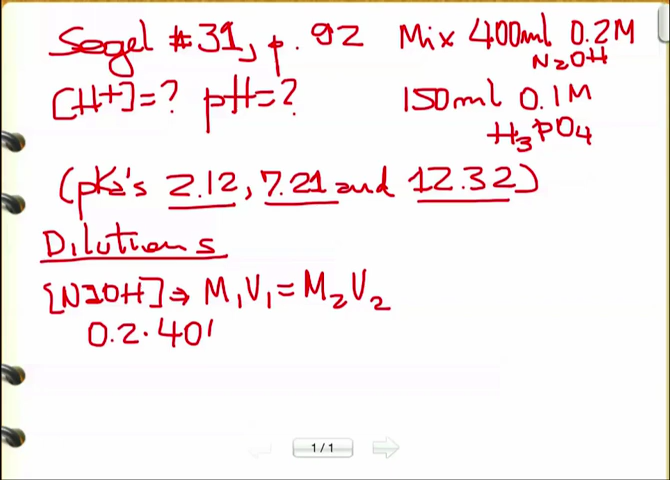 Segel #31, p. 92
Mix 400ml 0.2M
NaOH
[H+]=? pH=?
150ml 0.1M
H3PO4
(pKa's 2.12, 7.21 and 12.32)
Dilutions
[NaOH] → M1V1 = M2V2
0.2·40
1/1